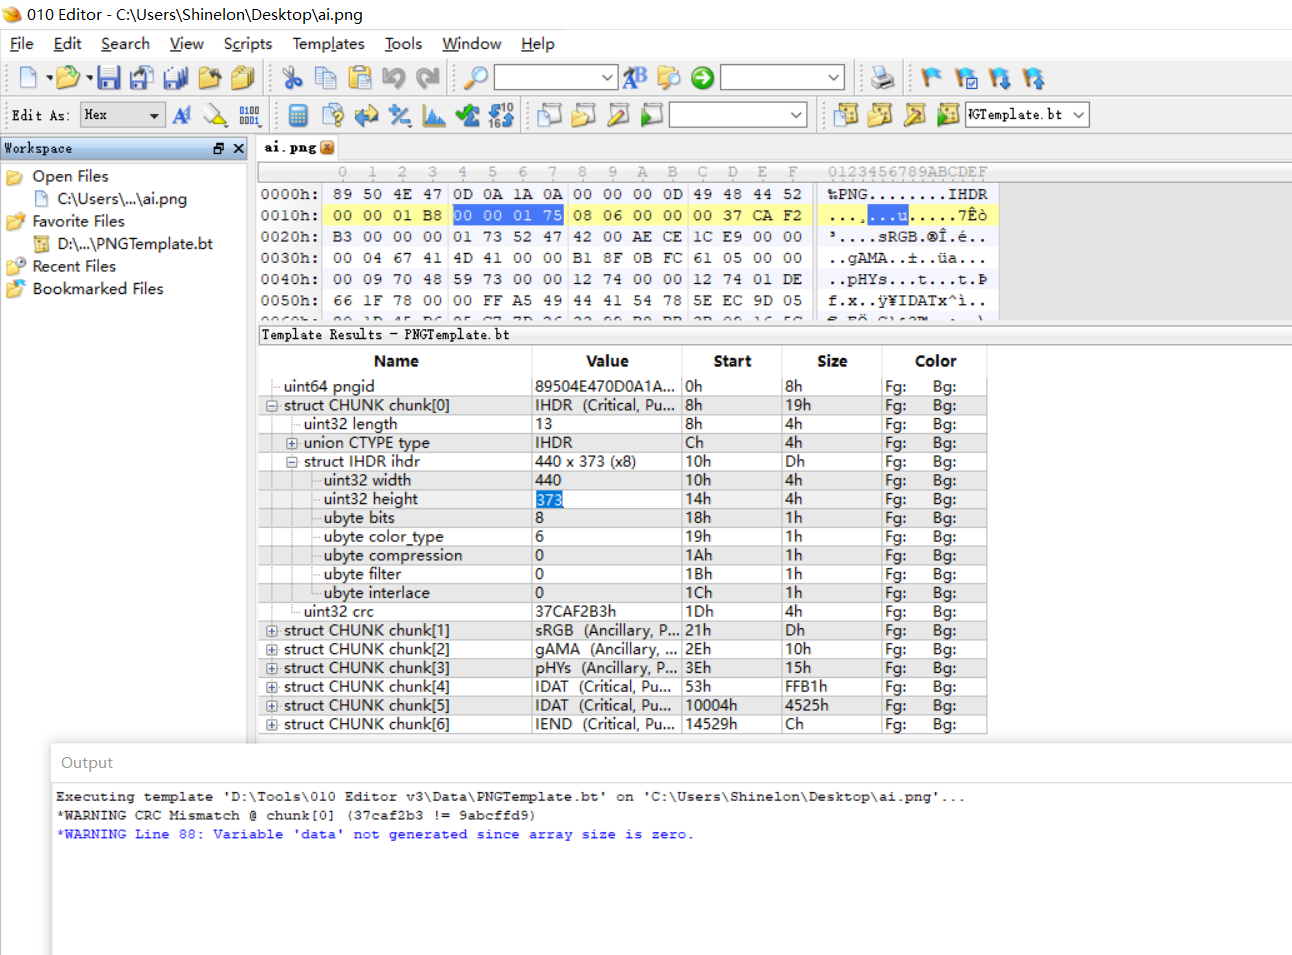 010 Editor - C:\Users\Shinelon\Desktop\ai.png
File Edit Search View Scripts Templates Tools Window Help
Edit As: Hex
NGTemplate.bt
Workspace
ai.png
Open Files
C:\Users\...\ai.png
Favorite Files
D:\...\PNGTemplate.bt
Recent Files
Bookmarked Files
0 1 2 3 4 5 6 7 8 9 A B C D E F 0123456789ABCDEF
0000h: 89 50 4E 47 0D 0A 1A 0A 00 00 00 0D 49 48 44 52 ‰PNG........IHDR
0010h: 00 00 01 B8 00 00 01 75 08 06 00 00 00 37 CA F2 ...¸...u.....7Êò
0020h: B3 00 00 00 01 73 52 47 42 00 AE CE 1C E9 00 00 ³....sRGB.®Î.é..
0030h: 00 04 67 41 4D 41 00 00 B1 8F 0B FC 61 05 00 00 ..gAMA..±..üa...
0040h: 00 09 70 48 59 73 00 00 12 74 00 00 12 74 01 DE ..pHYs...t...t.Þ
0050h: 66 1F 78 00 00 FF A5 49 44 41 54 78 5E EC 9D 05 f.x..ÿ¥IDATx^ì..
Template Results - PNGTemplate.bt
Name Value Start Size Color
uint64 pngid 89504E470D0A1A... 0h 8h Fg: Bg:
struct CHUNK chunk[0] IHDR (Critical, Pu... 8h 19h Fg: Bg:
uint32 length 13 8h 4h Fg: Bg:
union CTYPE type IHDR Ch 4h Fg: Bg:
struct IHDR ihdr 440 x 373 (x8) 10h Dh Fg: Bg:
uint32 width 440 10h 4h Fg: Bg:
uint32 height 373 14h 4h Fg: Bg:
ubyte bits 8 18h 1h Fg: Bg:
ubyte color_type 6 19h 1h Fg: Bg:
ubyte compression 0 1Ah 1h Fg: Bg:
ubyte filter 0 1Bh 1h Fg: Bg:
ubyte interlace 0 1Ch 1h Fg: Bg:
uint32 crc 37CAF2B3h 1Dh 4h Fg: Bg:
struct CHUNK chunk[1] sRGB (Ancillary, P... 21h Dh Fg: Bg:
struct CHUNK chunk[2] gAMA (Ancillary, ... 2Eh 10h Fg: Bg:
struct CHUNK chunk[3] pHYs (Ancillary, P... 3Eh 15h Fg: Bg:
struct CHUNK chunk[4] IDAT (Critical, Pu... 53h FFB1h Fg: Bg:
struct CHUNK chunk[5] IDAT (Critical, Pu... 10004h 4525h Fg: Bg:
struct CHUNK chunk[6] IEND (Critical, Pu... 14529h Ch Fg: Bg:
Output
Executing template 'D:\Tools\010 Editor v3\Data\PNGTemplate.bt' on 'C:\Users\Shinelon\Desktop\ai.png'...
*WARNING CRC Mismatch @ chunk[0] (37caf2b3 != 9abcffd9)
*WARNING Line 88: Variable 'data' not generated since array size is zero.